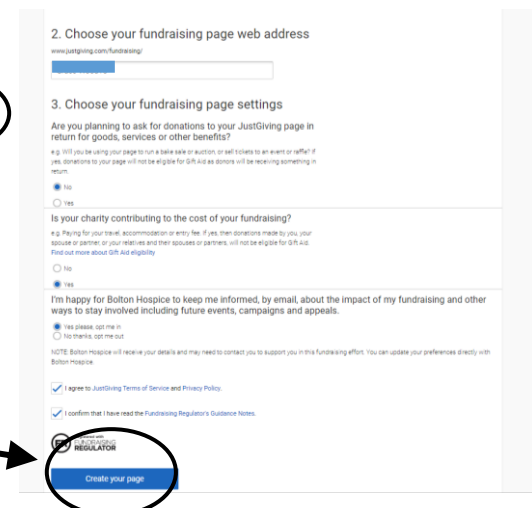 2. Choose your fundraising page web address
www.justgiving.com/fundraising/
3. Choose your fundraising page settings
Are you planning to ask for donations to your JustGiving page in
return for goods, services or other benefits?
e.g. Will you be using your page to run a bake sale or auction, or sell tickets to an event or raffle? If
yes, donations to your page will not be eligible for Gift Aid as donors will be receiving something in
return.
No
Yes
Is your charity contributing to the cost of your fundraising?
e.g. Paying for your travel, accommodation or entry fee. If yes, then donations made by you, your
spouse or partner, or your relatives and their spouses or partners, will not be eligible for Gift Aid.
Find out more about Gift Aid eligibility
No
Yes
I'm happy for Bolton Hospice to keep me informed, by email, about the impact of my fundraising and other
ways to stay involved including future events, campaigns and appeals.
Yes please, opt me in
No thanks, opt me out
NOTE: Bolton Hospice will receive your details and may need to contact you to support you in this fundraising effort. You can update your preferences directly with
Bolton Hospice.
I agree to JustGiving Terms of Service and Privacy Policy.
I confirm that I have read the Fundraising Regulator's Guidance Notes.
with
FUNDRAISING
REGULATOR
Create your page